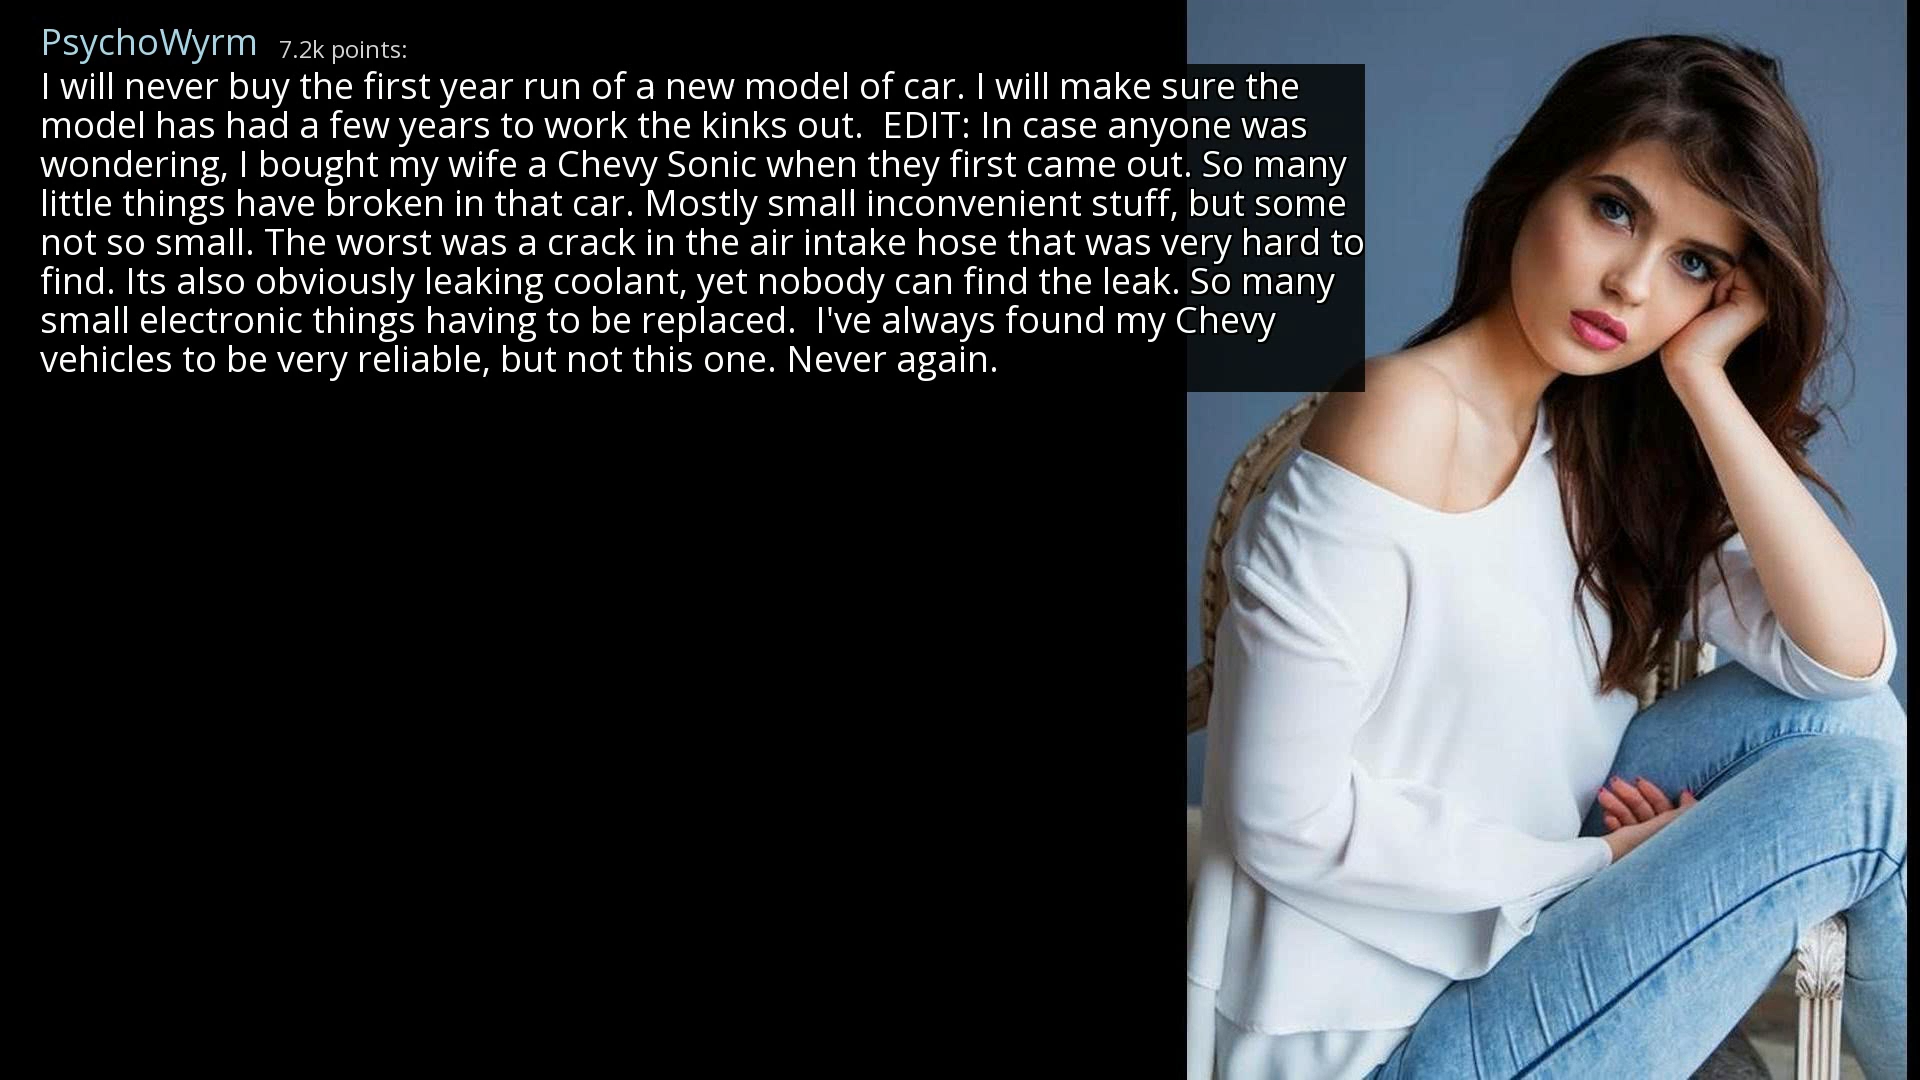 PsychoWyrm 7.2k points:
I will never buy the first year run of a new model of car. I will make sure the
model has had a few years to work the kinks out.  EDIT: In case anyone was
wondering, I bought my wife a Chevy Sonic when they first came out. So many
little things have broken in that car. Mostly small inconvenient stuff, but some
not so small. The worst was a crack in the air intake hose that was very hard to
find. Its also obviously leaking coolant, yet nobody can find the leak. So many
small electronic things having to be replaced.  I've always found my Chevy
vehicles to be very reliable, but not this one. Never again.